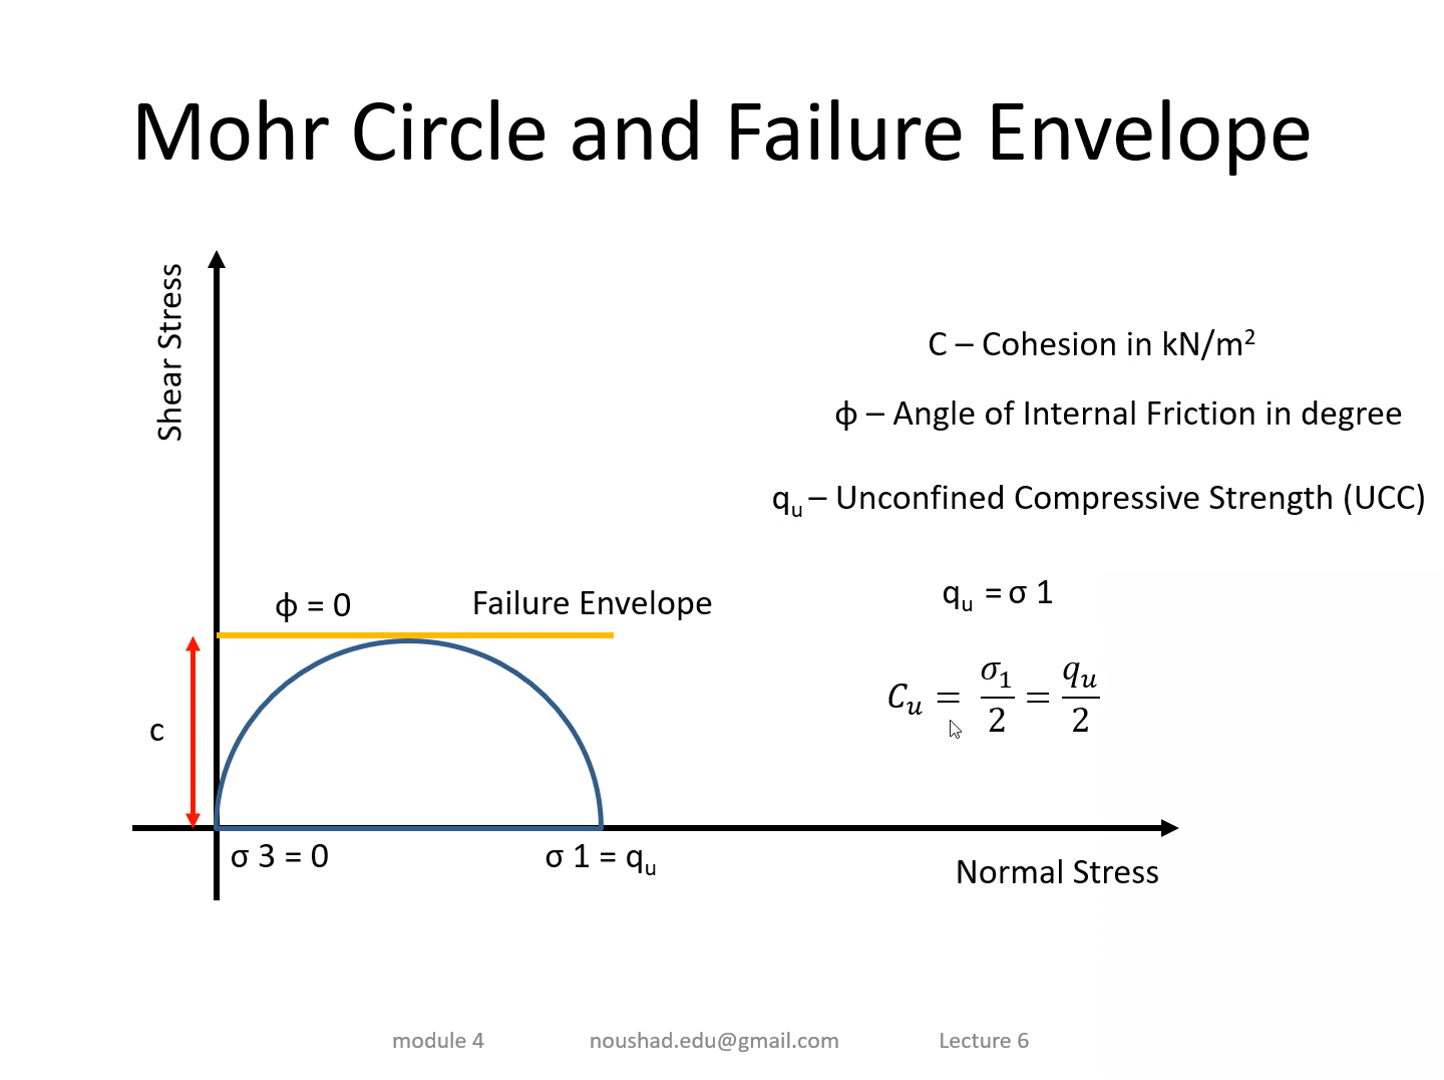 Mohr Circle and Failure Envelope
Shear Stress
C – Cohesion in kN/m²
ϕ – Angle of Internal Friction in degree
qᵤ – Unconfined Compressive Strength (UCC)
qᵤ = σ 1
ϕ = 0
Failure Envelope
Cᵤ = σ₁/2 = qᵤ/2
c
σ 3 = 0
σ 1 = qᵤ
Normal Stress
module 4
noushad.edu@gmail.com
Lecture 6